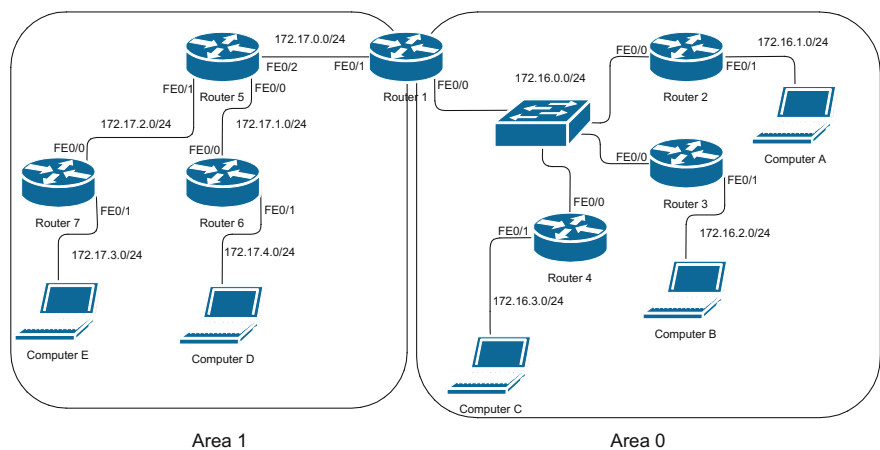 172.17.0.0/24
FE0/2
FE0/1
FE0/1
FE0/0
Router 5
Router 1
FE0/0
172.16.0.0/24
FE0/0
172.16.1.0/24
FE0/1
Router 2
Computer A
172.17.2.0/24
172.17.1.0/24
FE0/0
FE0/0
Router 7
FE0/1
Router 6
FE0/1
172.17.3.0/24
172.17.4.0/24
Computer E
Computer D
FE0/0
FE0/1
Router 3
172.16.2.0/24
Computer B
FE0/0
FE0/1
Router 4
172.16.3.0/24
Computer C
Area 1
Area 0